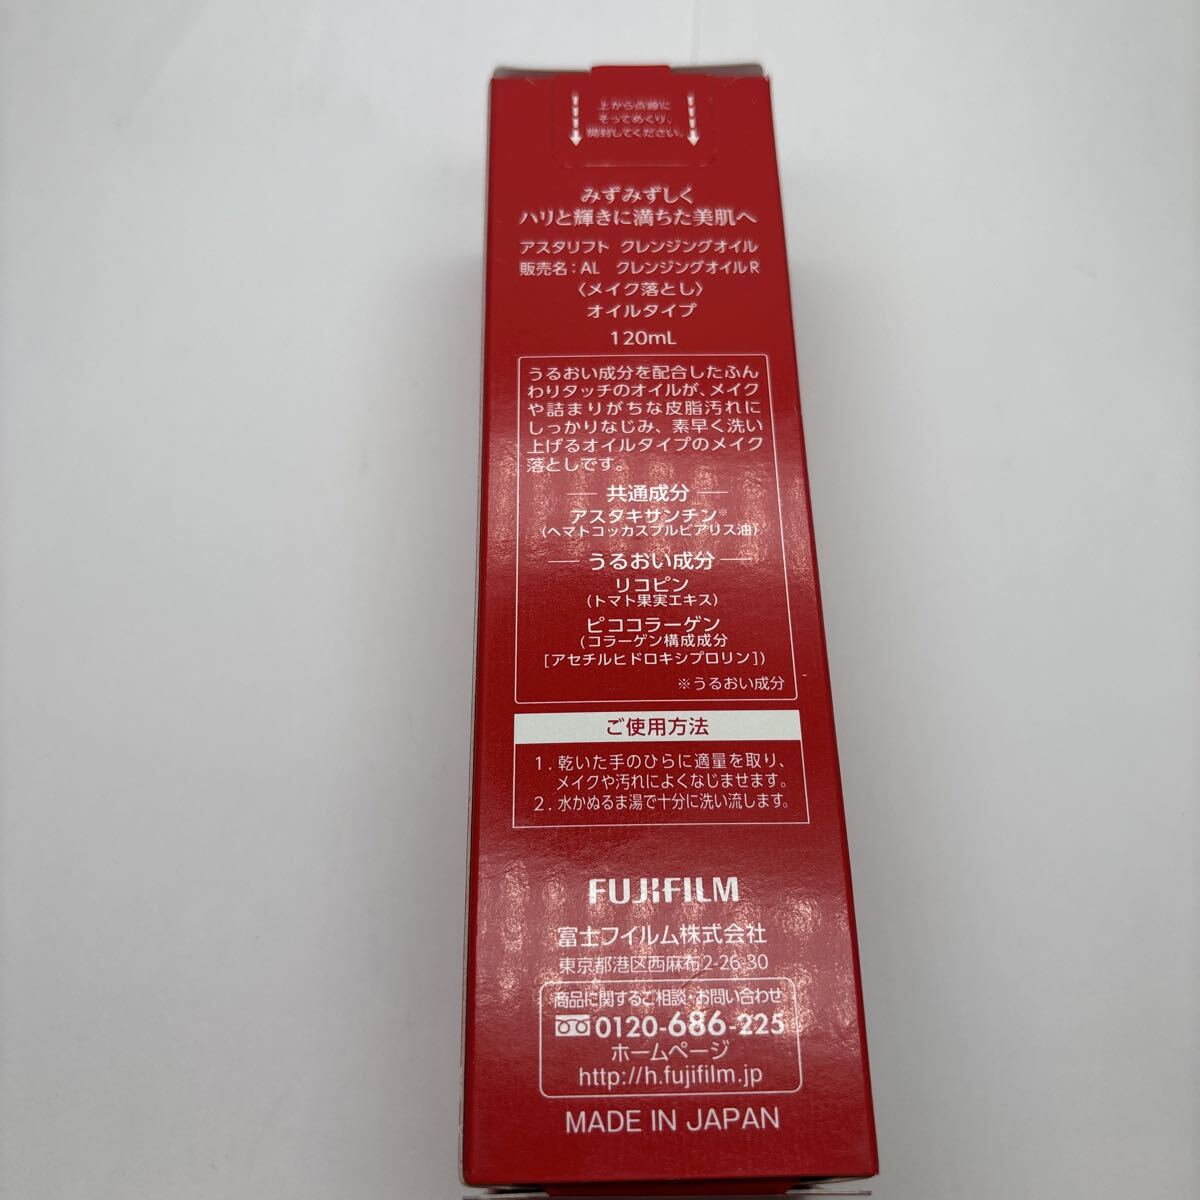 上から点線に
そってめくり、
開封してください。
みずみずしく
ハリと輝きに満ちた美肌へ
アスタリフト クレンジングオイル
販売名：AL クレンジングオイルR
〈メイク落とし〉
オイルタイプ
120mL
うるおい成分を配合したふん
わりタッチのオイルが、メイク
や詰まりがちな皮脂汚れに
しっかりなじみ、素早く洗い
上げるオイルタイプのメイク
落としです。
共通成分
アスタキサンチン※
(ヘマトコッカスプルビアリス油)
うるおい成分
リコピン
(トマト果実エキス)
ピココラーゲン
(コラーゲン構成成分
[アセチルヒドロキシプロリン])
※うるおい成分
ご使用方法
1. 乾いた手のひらに適量を取り、
メイクや汚れによくなじませます。
2. 水かぬるま湯で十分に洗い流します。
FUJIFILM
富士フイルム株式会社
東京都港区西麻布2-26-30
商品に関するご相談・お問い合わせ
0120-686-225
ホームページ
http://h.fujifilm.jp
MADE IN JAPAN